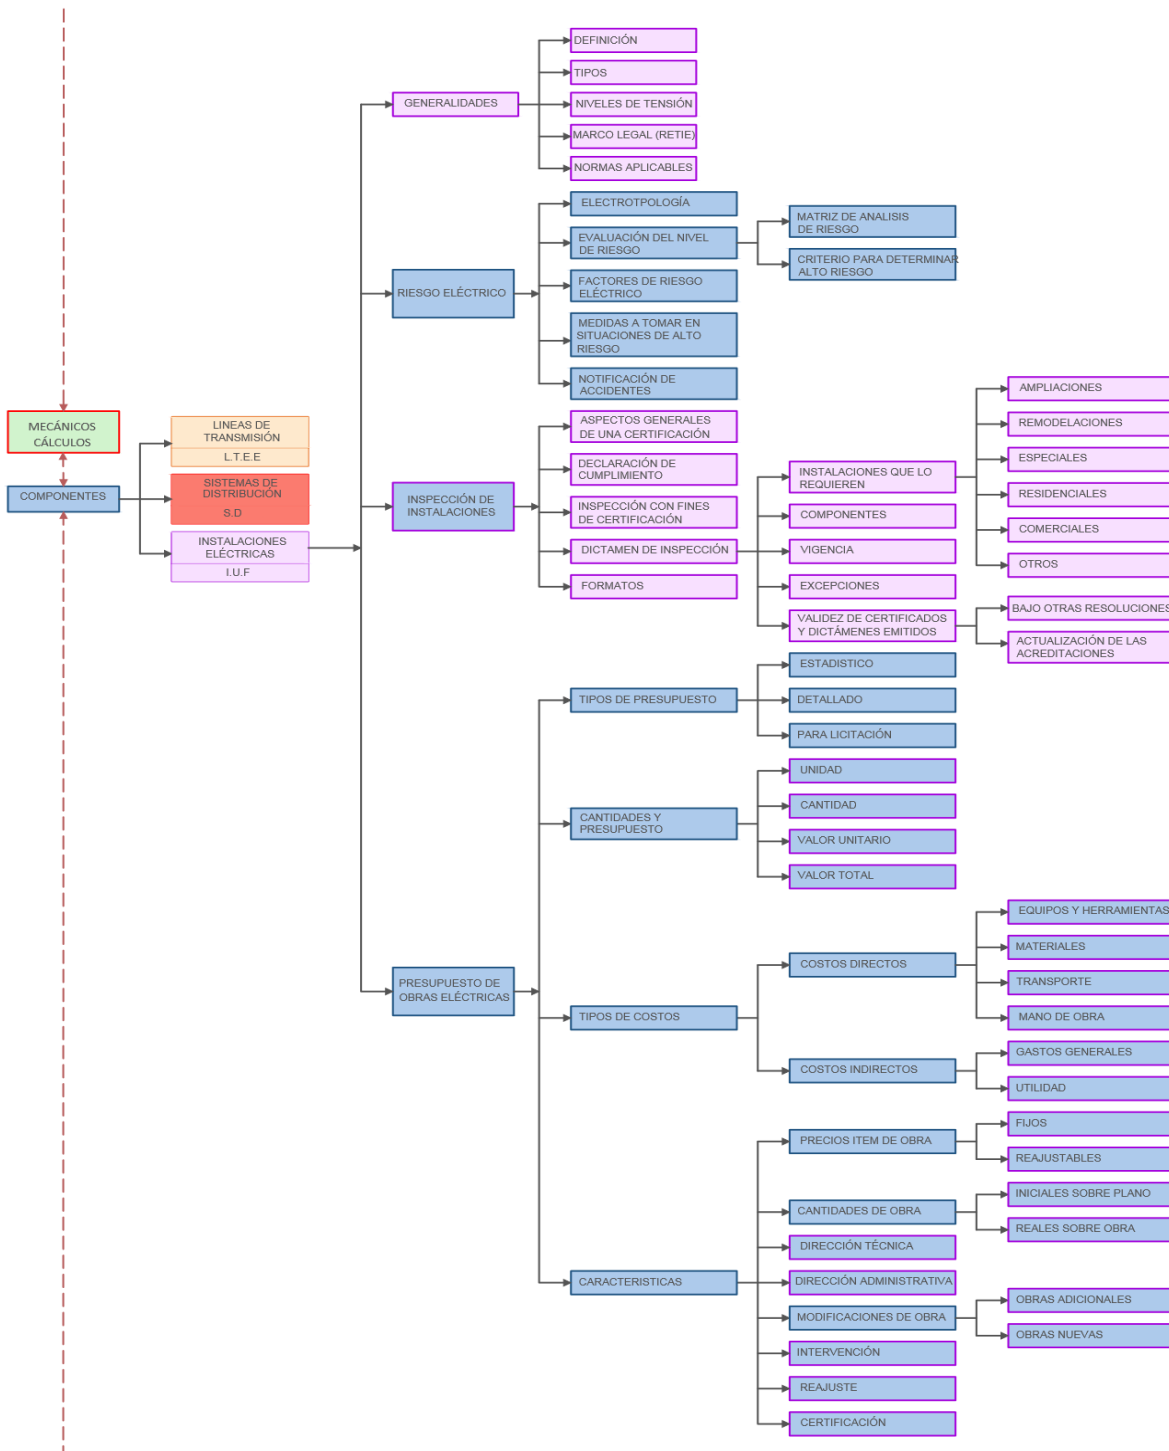 MECÁNICOS
CÁLCULOS
COMPONENTES
LINEAS DE
TRANSMISIÓN
L.T.E.E
SISTEMAS DE
DISTRIBUCIÓN
S.D
INSTALACIONES
ELÉCTRICAS
I.U.F
GENERALIDADES
DEFINICIÓN
TIPOS
NIVELES DE TENSIÓN
MARCO LEGAL (RETIE)
NORMAS APLICABLES
RIESGO ELÉCTRICO
ELECTROTPOLOGÍA
EVALUACIÓN DEL NIVEL
DE RIESGO
MATRIZ DE ANALISIS
DE RIESGO
CRITERIO PARA DETERMINAR
ALTO RIESGO
FACTORES DE RIESGO
ELÉCTRICO
MEDIDAS A TOMAR EN
SITUACIONES DE ALTO
RIESGO
NOTIFICACIÓN DE
ACCIDENTES
INSPECCIÓN DE
INSTALACIONES
ASPECTOS GENERALES
DE UNA CERTIFICACIÓN
DECLARACIÓN DE
CUMPLIMIENTO
INSPECCIÓN CON FINES
DE CERTIFICACIÓN
DICTAMEN DE INSPECCIÓN
FORMATOS
INSTALACIONES QUE LO
REQUIEREN
COMPONENTES
VIGENCIA
EXCEPCIONES
VALIDEZ DE CERTIFICADOS
Y DICTÁMENES EMITIDOS
AMPLIACIONES
REMODELACIONES
ESPECIALES
RESIDENCIALES
COMERCIALES
OTROS
BAJO OTRAS RESOLUCIONES
ACTUALIZACIÓN DE LAS
ACREDITACIONES
PRESUPUESTO DE
OBRAS ELÉCTRICAS
TIPOS DE PRESUPUESTO
ESTADISTICO
DETALLADO
PARA LICITACIÓN
CANTIDADES Y
PRESUPUESTO
UNIDAD
CANTIDAD
VALOR UNITARIO
VALOR TOTAL
TIPOS DE COSTOS
COSTOS DIRECTOS
EQUIPOS Y HERRAMIENTAS
MATERIALES
TRANSPORTE
MANO DE OBRA
COSTOS INDIRECTOS
GASTOS GENERALES
UTILIDAD
CARACTERISTICAS
PRECIOS ITEM DE OBRA
FIJOS
REAJUSTABLES
CANTIDADES DE OBRA
INICIALES SOBRE PLANO
REALES SOBRE OBRA
DIRECCIÓN TÉCNICA
DIRECCIÓN ADMINISTRATIVA
MODIFICACIONES DE OBRA
OBRAS ADICIONALES
OBRAS NUEVAS
INTERVENCIÓN
REAJUSTE
CERTIFICACIÓN